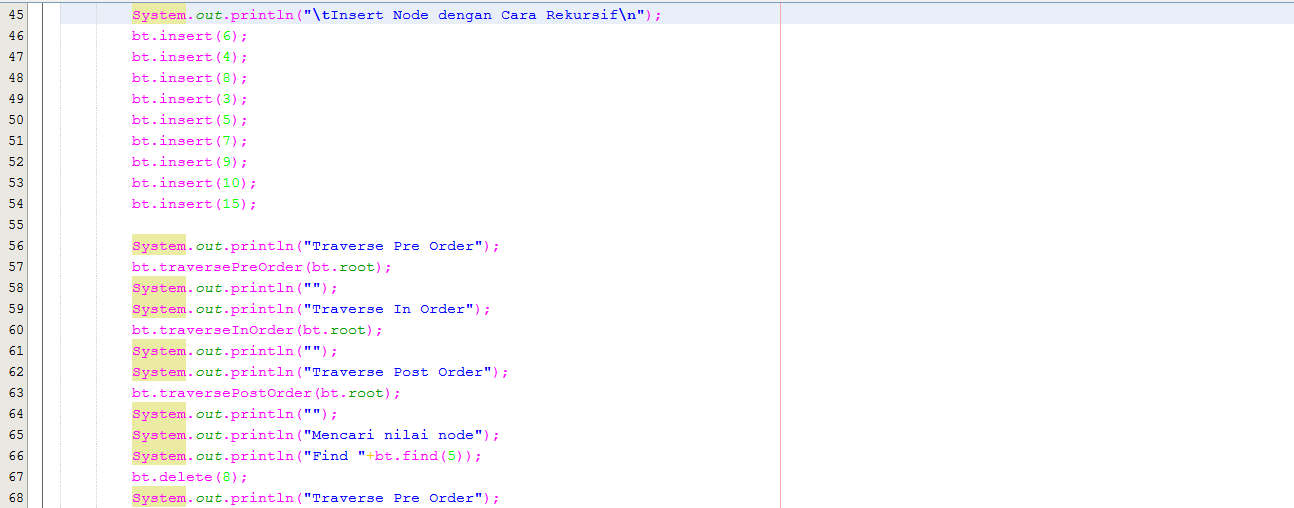 45 System.out.println("\tInsert Node dengan Cara Rekursif\n");
46 bt.insert(6);
47 bt.insert(4);
48 bt.insert(8);
49 bt.insert(3);
50 bt.insert(5);
51 bt.insert(7);
52 bt.insert(9);
53 bt.insert(10);
54 bt.insert(15);
55
56 System.out.println("Traverse Pre Order");
57 bt.traversePreOrder(bt.root);
58 System.out.println("");
59 System.out.println("Traverse In Order");
60 bt.traverseInOrder(bt.root);
61 System.out.println("");
62 System.out.println("Traverse Post Order");
63 bt.traversePostOrder(bt.root);
64 System.out.println("");
65 System.out.println("Mencari nilai node");
66 System.out.println("Find "+bt.find(5));
67 bt.delete(8);
68 System.out.println("Traverse Pre Order");